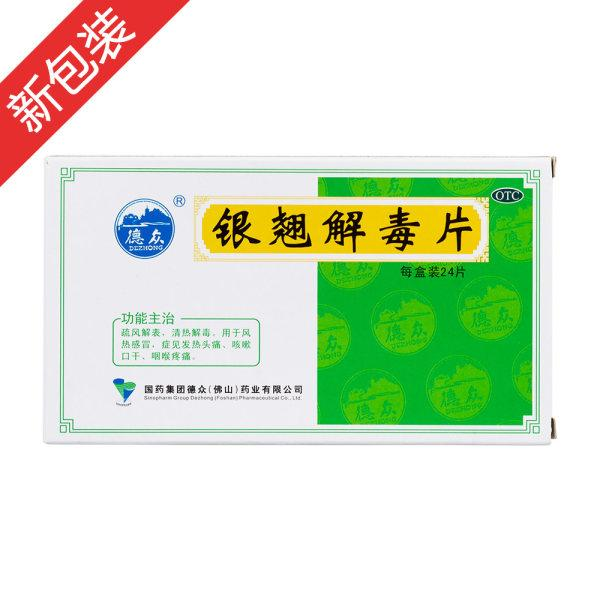 新包装
德众
DEZHONG
®
银翘解毒片
OTC
每盒装24片
功能主治
疏风解表，清热解毒。用于风
热感冒，症见发热头痛、咳嗽
口干、咽喉疼痛。
国药集团德众(佛山)药业有限公司
Sinopharm Group Dezhong (Foshan) Pharmaceutical Co., Ltd.